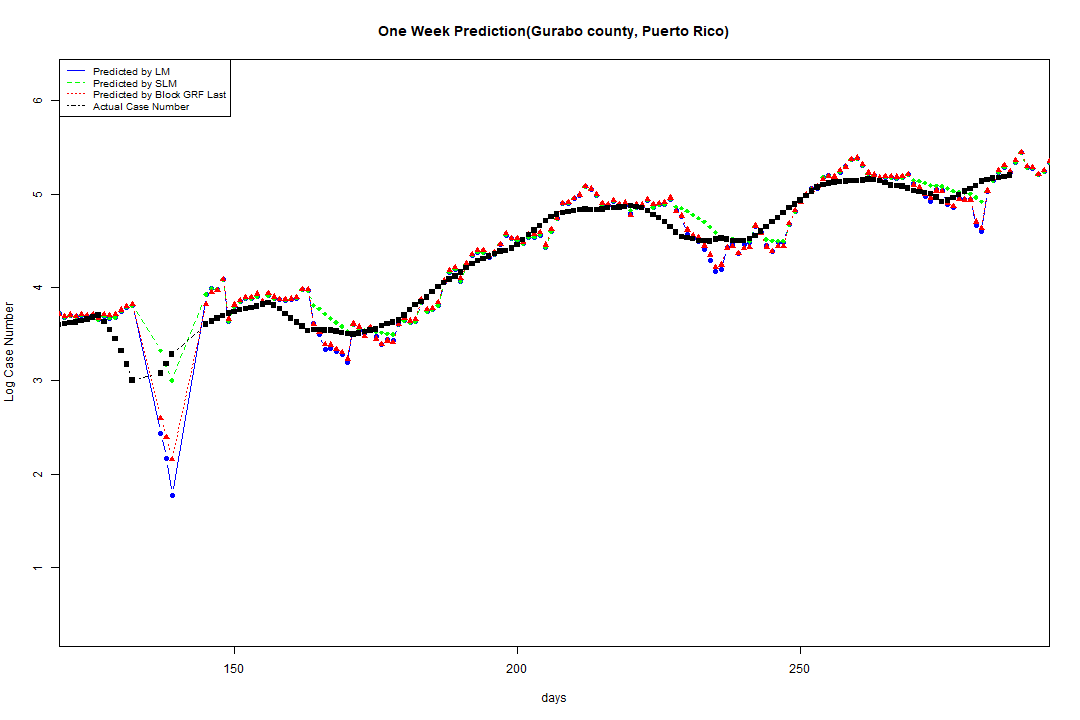 One Week Prediction(Gurabo county, Puerto Rico)
Predicted by LM
Predicted by SLM
Predicted by Block GRF Last
Actual Case Number
6
5
4
3
2
1
Log Case Number
150 200 250
days